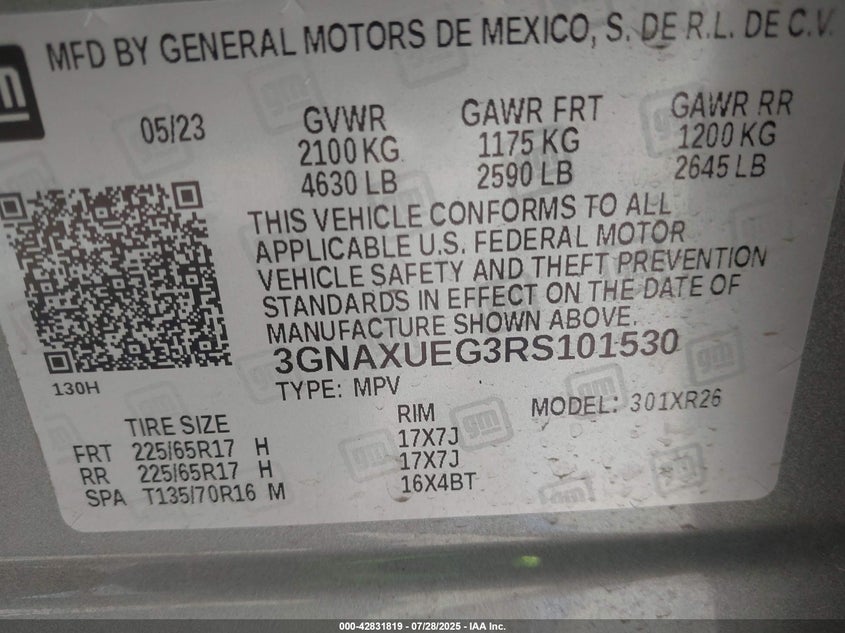 MFD BY GENERAL MOTORS DE MEXICO, S. DE R.L. DE C.V.
gm
05/23
GVWR
2100 KG
4630 LB
GAWR FRT
1175 KG
2590 LB
GAWR RR
1200 KG
2645 LB
THIS VEHICLE CONFORMS TO ALL
APPLICABLE U.S. FEDERAL MOTOR
VEHICLE SAFETY AND THEFT PREVENTION
STANDARDS IN EFFECT ON THE DATE OF
MANUFACTURE SHOWN ABOVE.
3GNAXUEG3RS101530
130H
TYPE: MPV
MODEL: 301XR26
TIRE SIZE
RIM
FRT 225/65R17 H 17X7J
RR 225/65R17 H 17X7J
SPA T135/70R16 M 16X4BT
000-42831819 - 07/28/2025 - IAA Inc.